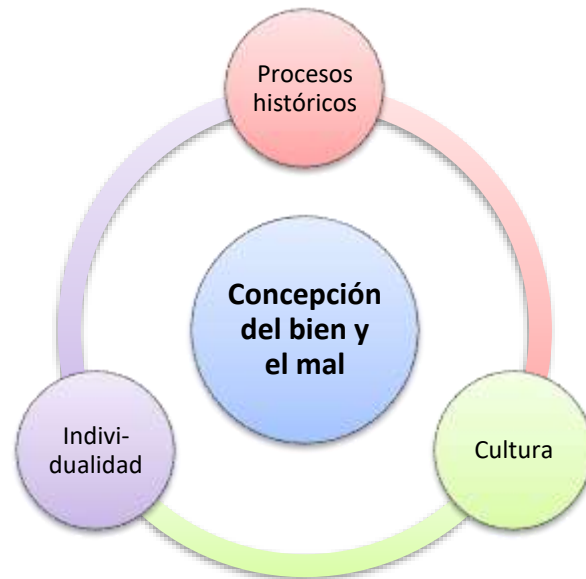 Procesos
históricos
Concepción
del bien y
el mal
Indivi-
dualidad
Cultura